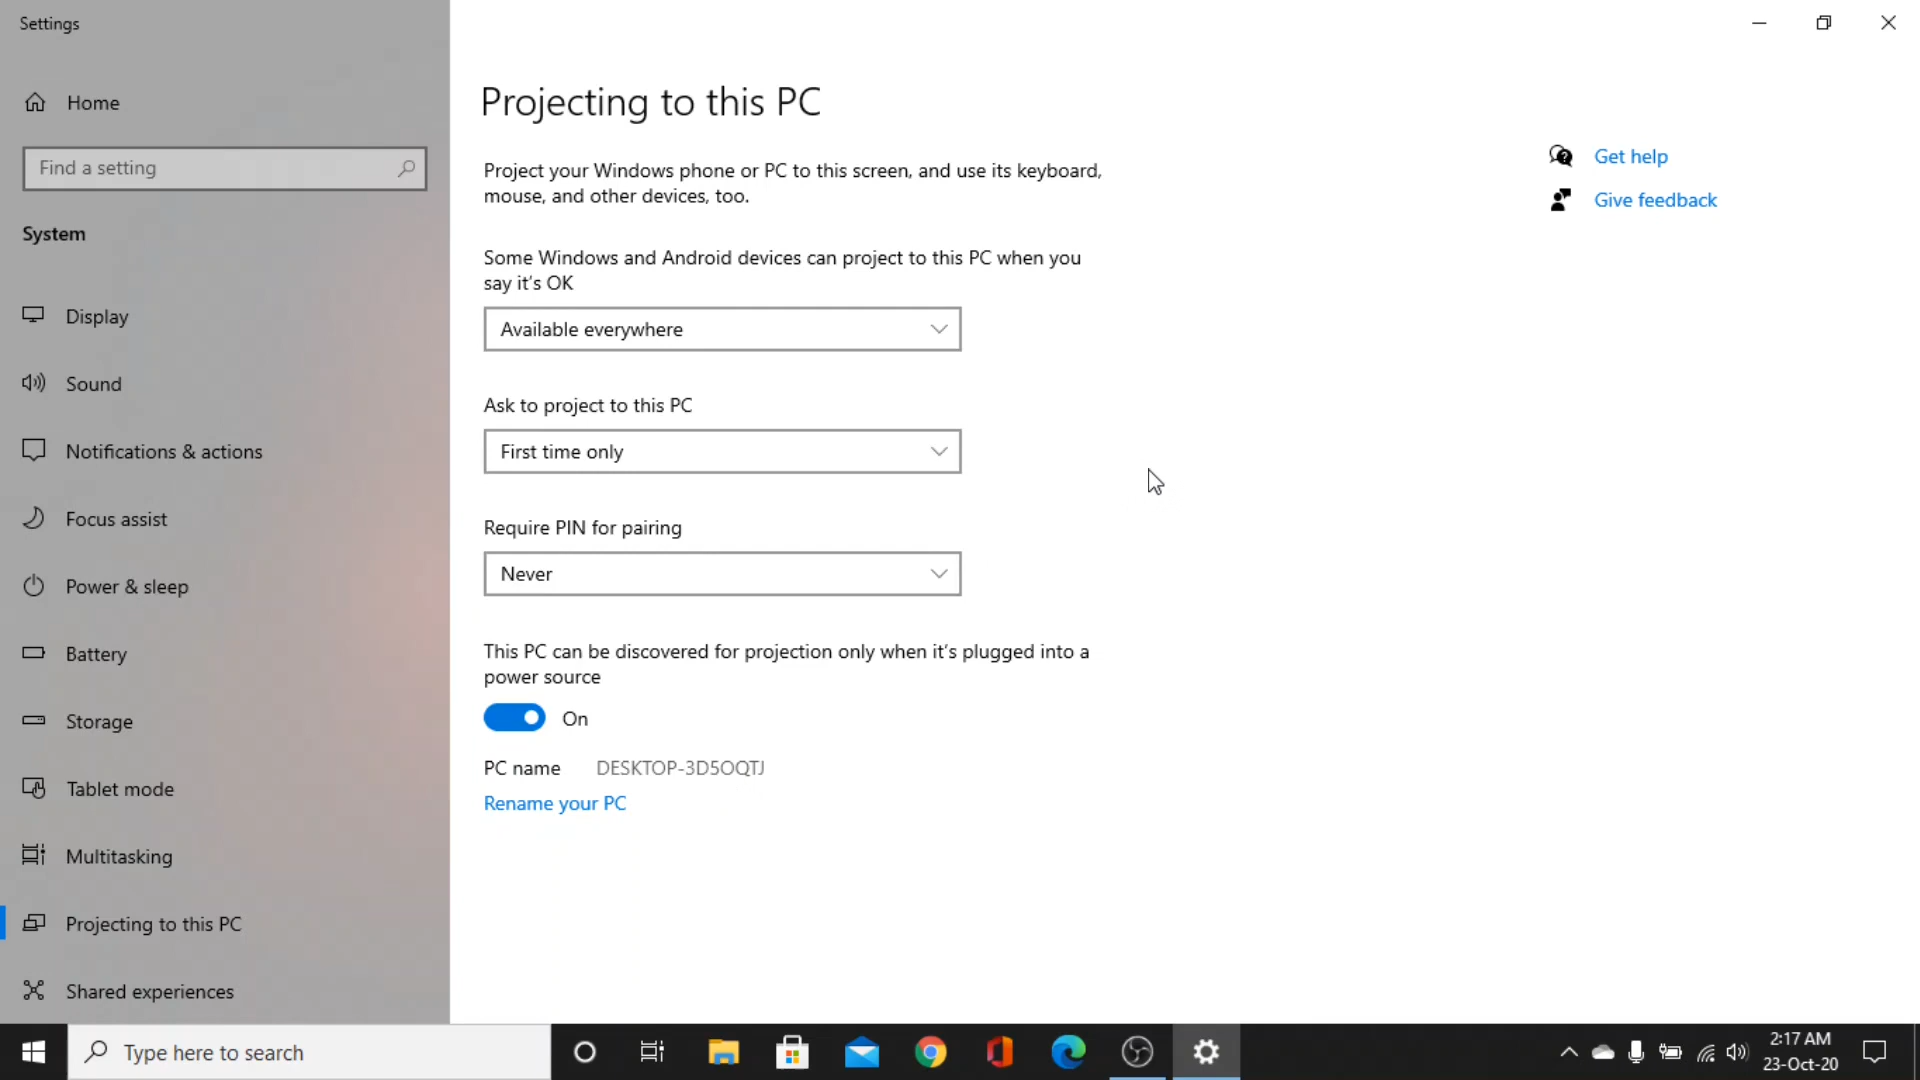 Settings
Home
Find a setting
System
Display
Sound
Notifications & actions
Focus assist
Power & sleep
Battery
Storage
Tablet mode
Multitasking
Projecting to this PC
Shared experiences
Projecting to this PC
Project your Windows phone or PC to this screen, and use its keyboard,
mouse, and other devices, too.
Some Windows and Android devices can project to this PC when you
say it's OK
Available everywhere
Ask to project to this PC
First time only
Require PIN for pairing
Never
This PC can be discovered for projection only when it's plugged into a
power source
On
PC name DESKTOP-3D5OQTJ
Rename your PC
Get help
Give feedback
Type here to search
2:17 AM
23-Oct-20